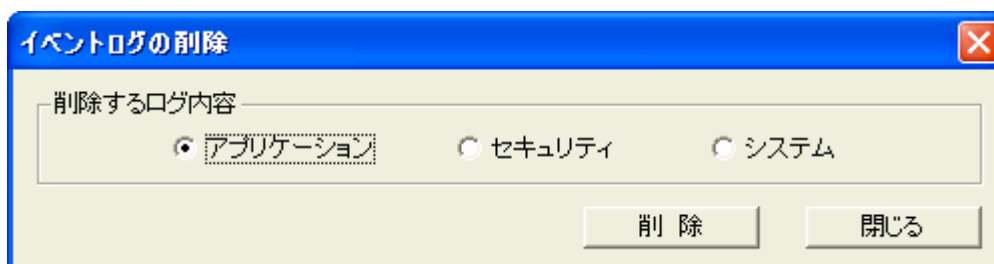 イベントログの削除
削除するログ内容
アプリケーション セキュリティ システム
削 除 閉じる